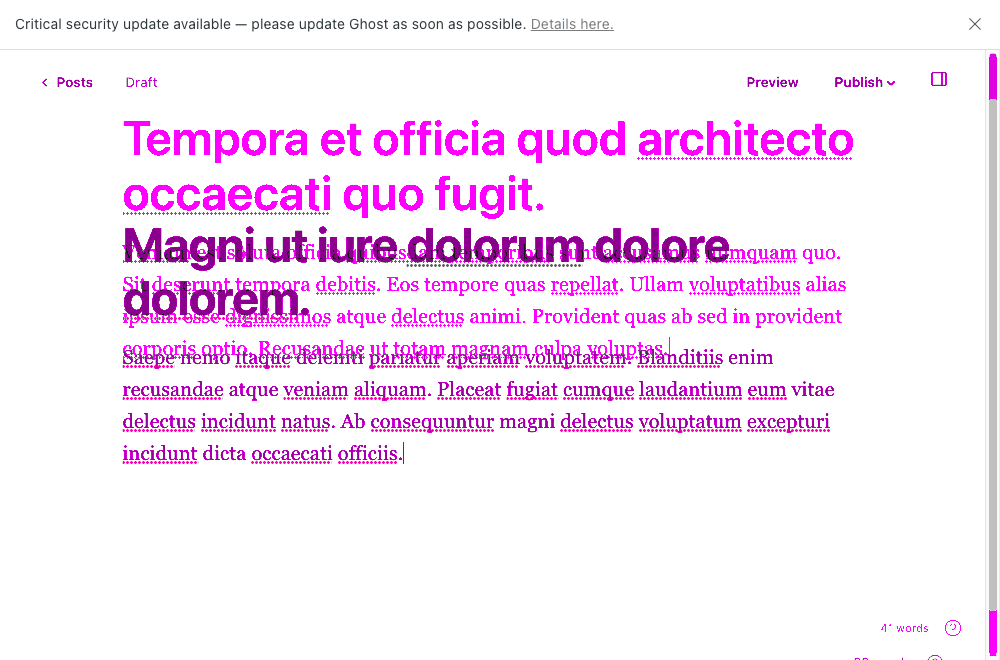 Critical security update available — please update Ghost as soon as possible. Details here.
Posts Draft Preview Publish
Tempora et officia quod architecto
occaecati quo fugit.
Magni ut iure dolorum dolore
dolorem.
numquam quo.
Sit deserunt tempora debitis. Eos tempore quas repellat. Ullam voluptatibus alias
ipsum esse dignissimos atque delectus animi. Provident quas ab sed in provident
corporis optio. Recusandae ut totam magnam culpa voluptas.
Saepe nemo itaque deleniti pariatur aperiam voluptatem. Blanditiis enim
recusandae atque veniam aliquam. Placeat fugiat cumque laudantium eum vitae
delectus incidunt natus. Ab consequuntur magni delectus voluptatum excepturi
incidunt dicta occaecati officiis.
words